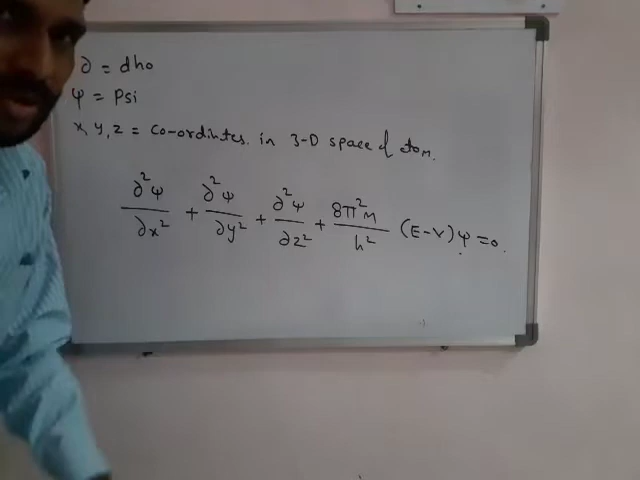 ∂ = dho
ψ = Psi
x, y, z = co-ordintes. in 3-D space of atom.
∂²ψ/∂x² + ∂²ψ/∂y² + ∂²ψ/∂z² + 8π²m/h² (E-V)ψ = 0.